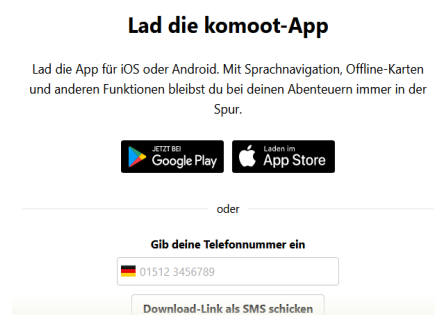 Lad die komoot-App
Lad die App für iOS oder Android. Mit Sprachnavigation, Offline-Karten
und anderen Funktionen bleibst du bei deinen Abenteuern immer in der
Spur.
JETZT BEI
Google Play
Laden im
App Store
oder
Gib deine Telefonnummer ein
01512 3456789
Download-Link als SMS schicken